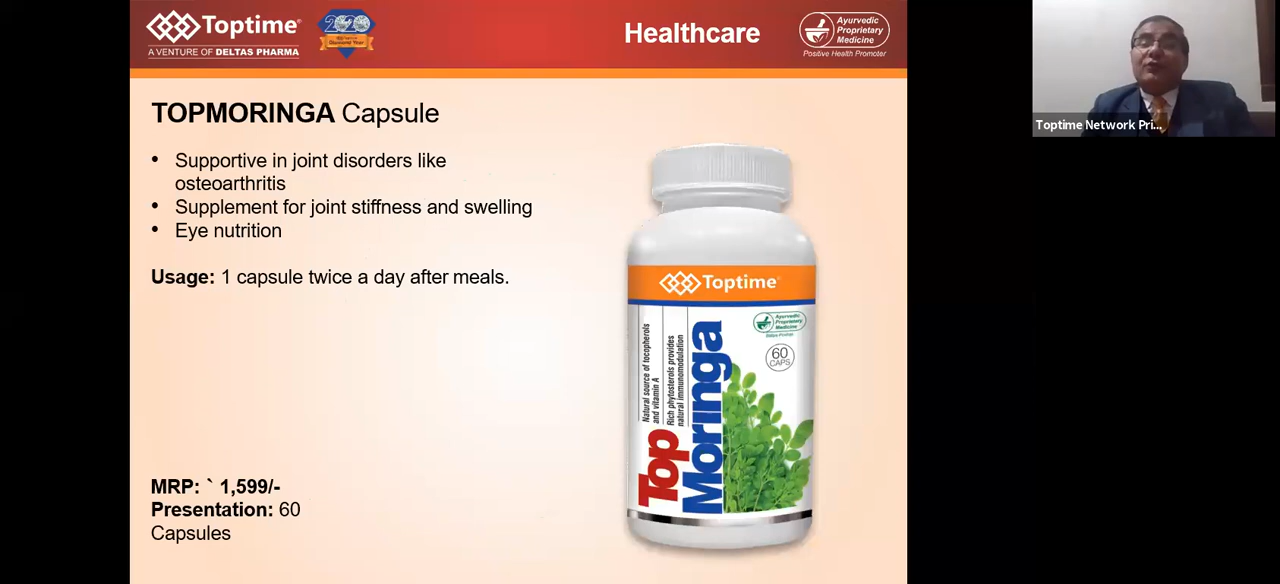 Toptime
A VENTURE OF DELTAS PHARMA
2020
Healthcare
Ayurvedic
Proprietary
Medicine
Positive Health Promoter
TOPMORINGA Capsule
• Supportive in joint disorders like
osteoarthritis
• Supplement for joint stiffness and swelling
• Eye nutrition
Usage: 1 capsule twice a day after meals.
MRP: ` 1,599/-
Presentation: 60
Capsules
Toptime
Ayurvedic
Proprietary
Medicine
60
CAPS
Natural source of tocopherols
and vitamin A
Rich phytosterols provides
natural immunomodulation
Top
Moringa
Toptime Network Pri...